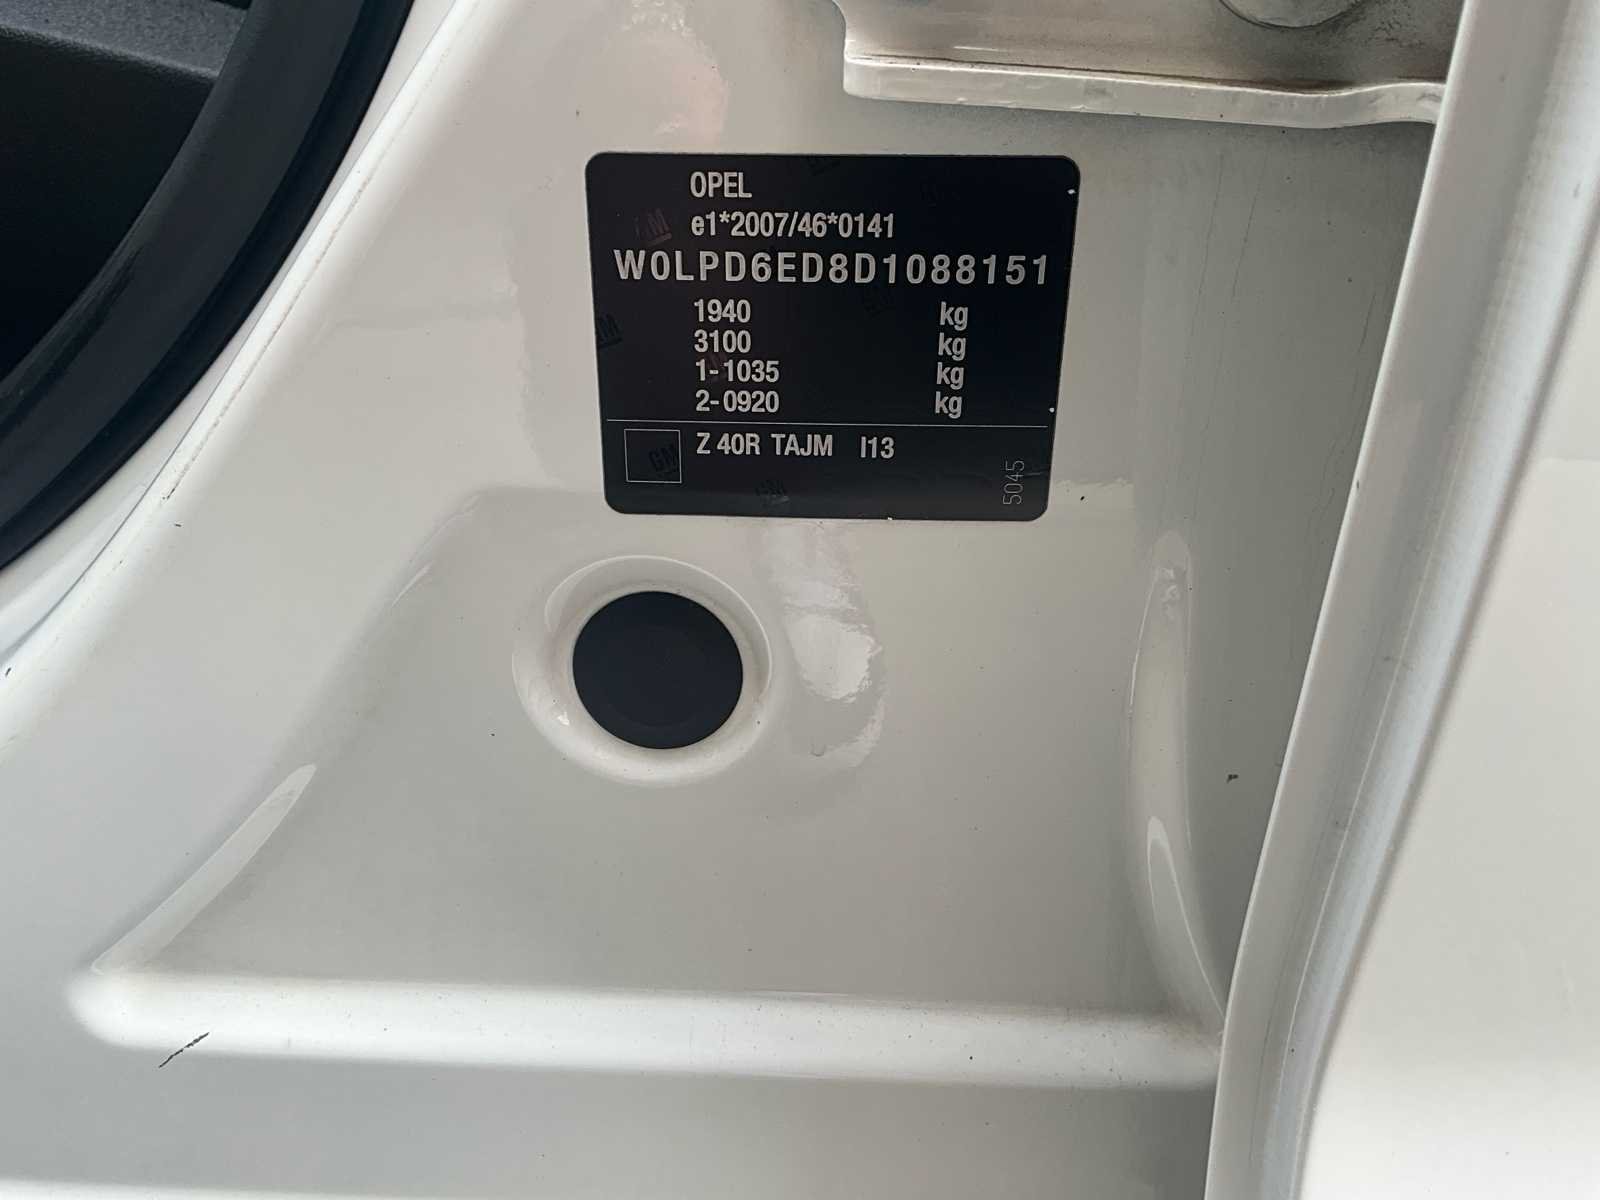 OPEL
e1*2007/46*0141
W0LPD6ED8D1088151
1940 kg
3100 kg
1-1035 kg
2-0920 kg
GM Z 40R TAJM I13
5045